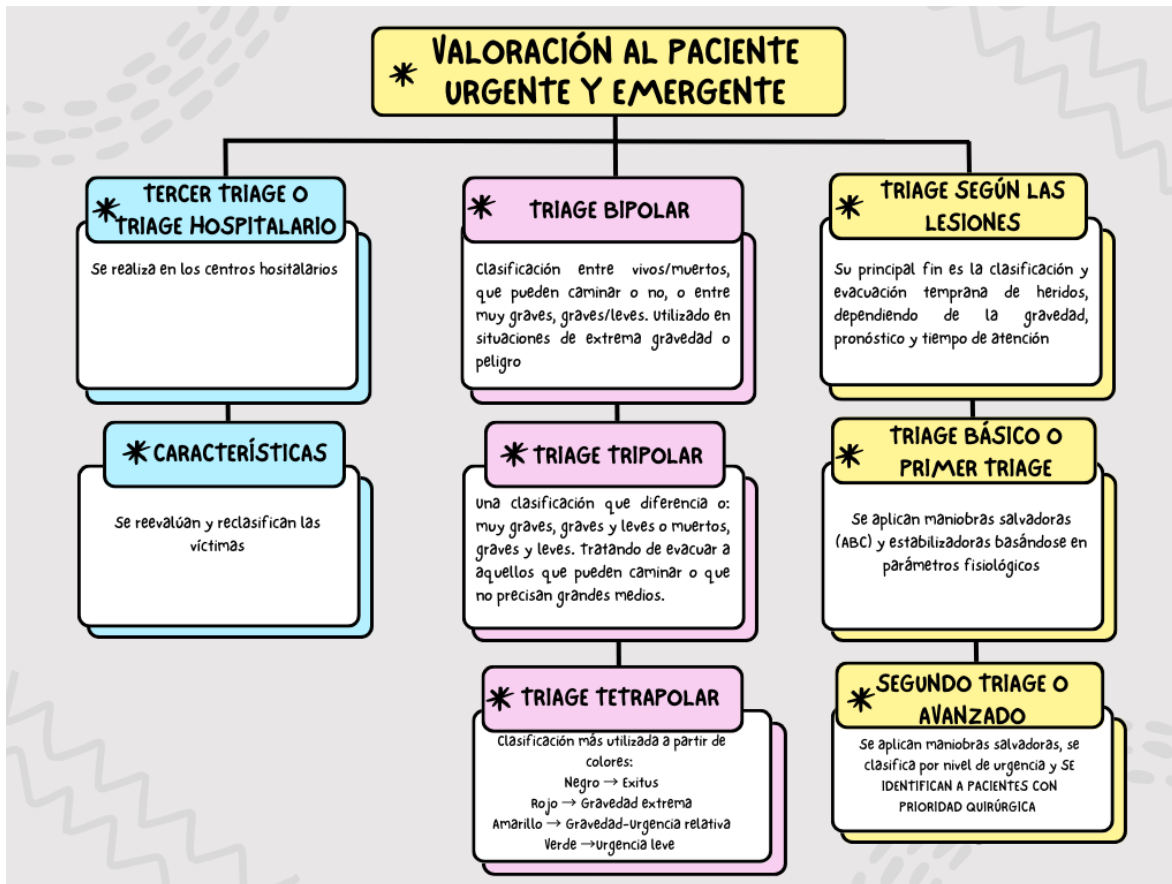 VALORACIÓN AL PACIENTE
URGENTE Y EMERGENTE
TERCER TRIAGE O
TRIAGE HOSPITALARIO
Se realiza en los centros hositalarios
CARACTERÍSTICAS
Se reevalúan y reclasifican las
víctimas
TRIAGE BIPOLAR
Clasificación entre vivos/muertos,
que pueden caminar o no, o entre
muy graves, graves/leves. Utilizado en
situaciones de extrema gravedad o
peligro
TRIAGE TRIPOLAR
Una clasificación que diferencia o:
muy graves, graves y leves o muertos,
graves y leves. Tratando de evacuar a
aquellos que pueden caminar o que
no precisan grandes medios.
TRIAGE TETRAPOLAR
Clasificación más utilizada a partir de
colores:
Negro → Exitus
Rojo → Gravedad extrema
Amarillo → Gravedad-Urgencia relativa
Verde →Urgencia leve
TRIAGE SEGÚN LAS
LESIONES
Su principal fin es la clasificación y
evacuación temprana de heridos,
dependiendo de la gravedad,
pronóstico y tiempo de atención
TRIAGE BÁSICO O
PRIMER TRIAGE
Se aplican maniobras salvadoras
(ABC) y estabilizadoras basándose en
parámetros fisiológicos
SEGUNDO TRIAGE O
AVANZADO
Se aplican maniobras salvadoras, se
clasifica por nivel de urgencia y SE
IDENTIFICAN A PACIENTES CON
PRIORIDAD QUIRÚRGICA